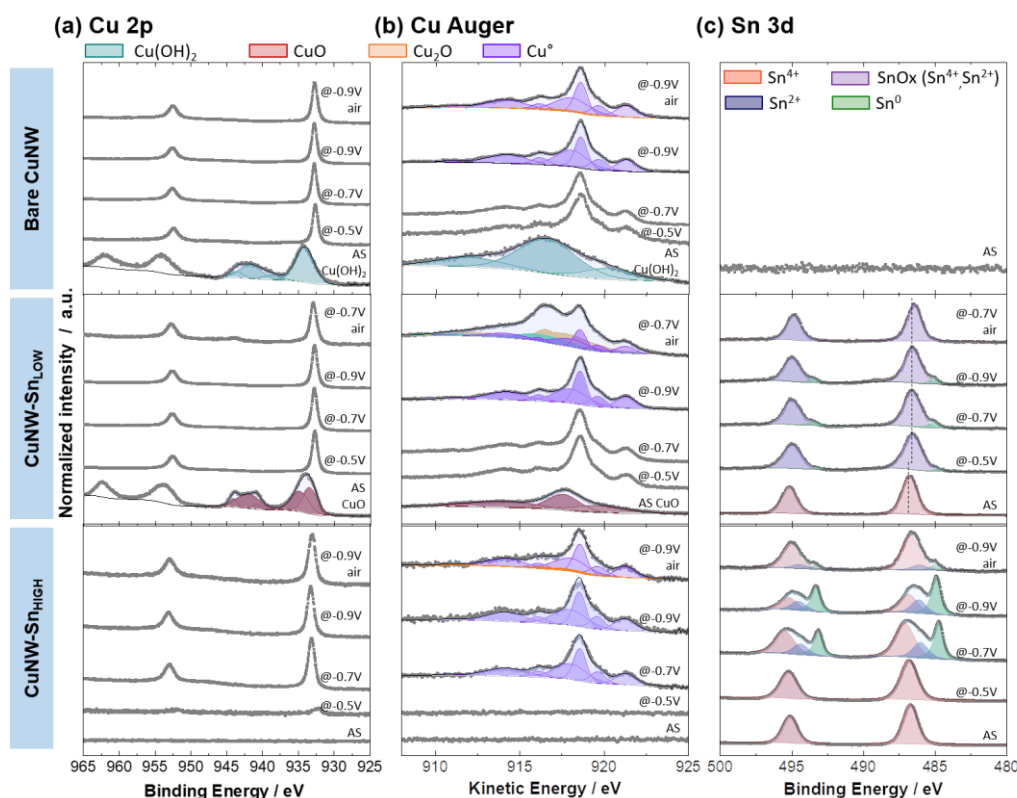 (a) Cu 2p
(b) Cu Auger
(c) Sn 3d
Cu(OH)₂ CuO Cu₂O Cu°
Sn⁴⁺ SnOx (Sn⁴⁺,Sn²⁺)
Sn²⁺ Sn⁰
Normalized intensity / a.u.
Bare CuNW
@-0.9V
air
@-0.9V
@-0.7V
@-0.5V
AS
Cu(OH)₂
@-0.9V
air
@-0.9V
@-0.7V
@-0.5V
AS
Cu(OH)₂
AS
CuNW-Sn_LOW
@-0.7V
air
@-0.9V
@-0.7V
@-0.5V
AS
CuO
@-0.7V
air
@-0.9V
@-0.7V
@-0.5V
AS CuO
@-0.7V
air
@-0.9V
@-0.7V
@-0.5V
AS
CuNW-Sn_HIGH
@-0.9V
air
@-0.9V
@-0.7V
@-0.5V
AS
@-0.9V
air
@-0.9V
@-0.7V
@-0.5V
AS
@-0.9V
air
@-0.9V
@-0.7V
@-0.5V
AS
965 960 955 950 945 940 935 930 925
Binding Energy / eV
910 915 920 925
Kinetic Energy / eV
500 495 490 485 480
Binding Energy / eV